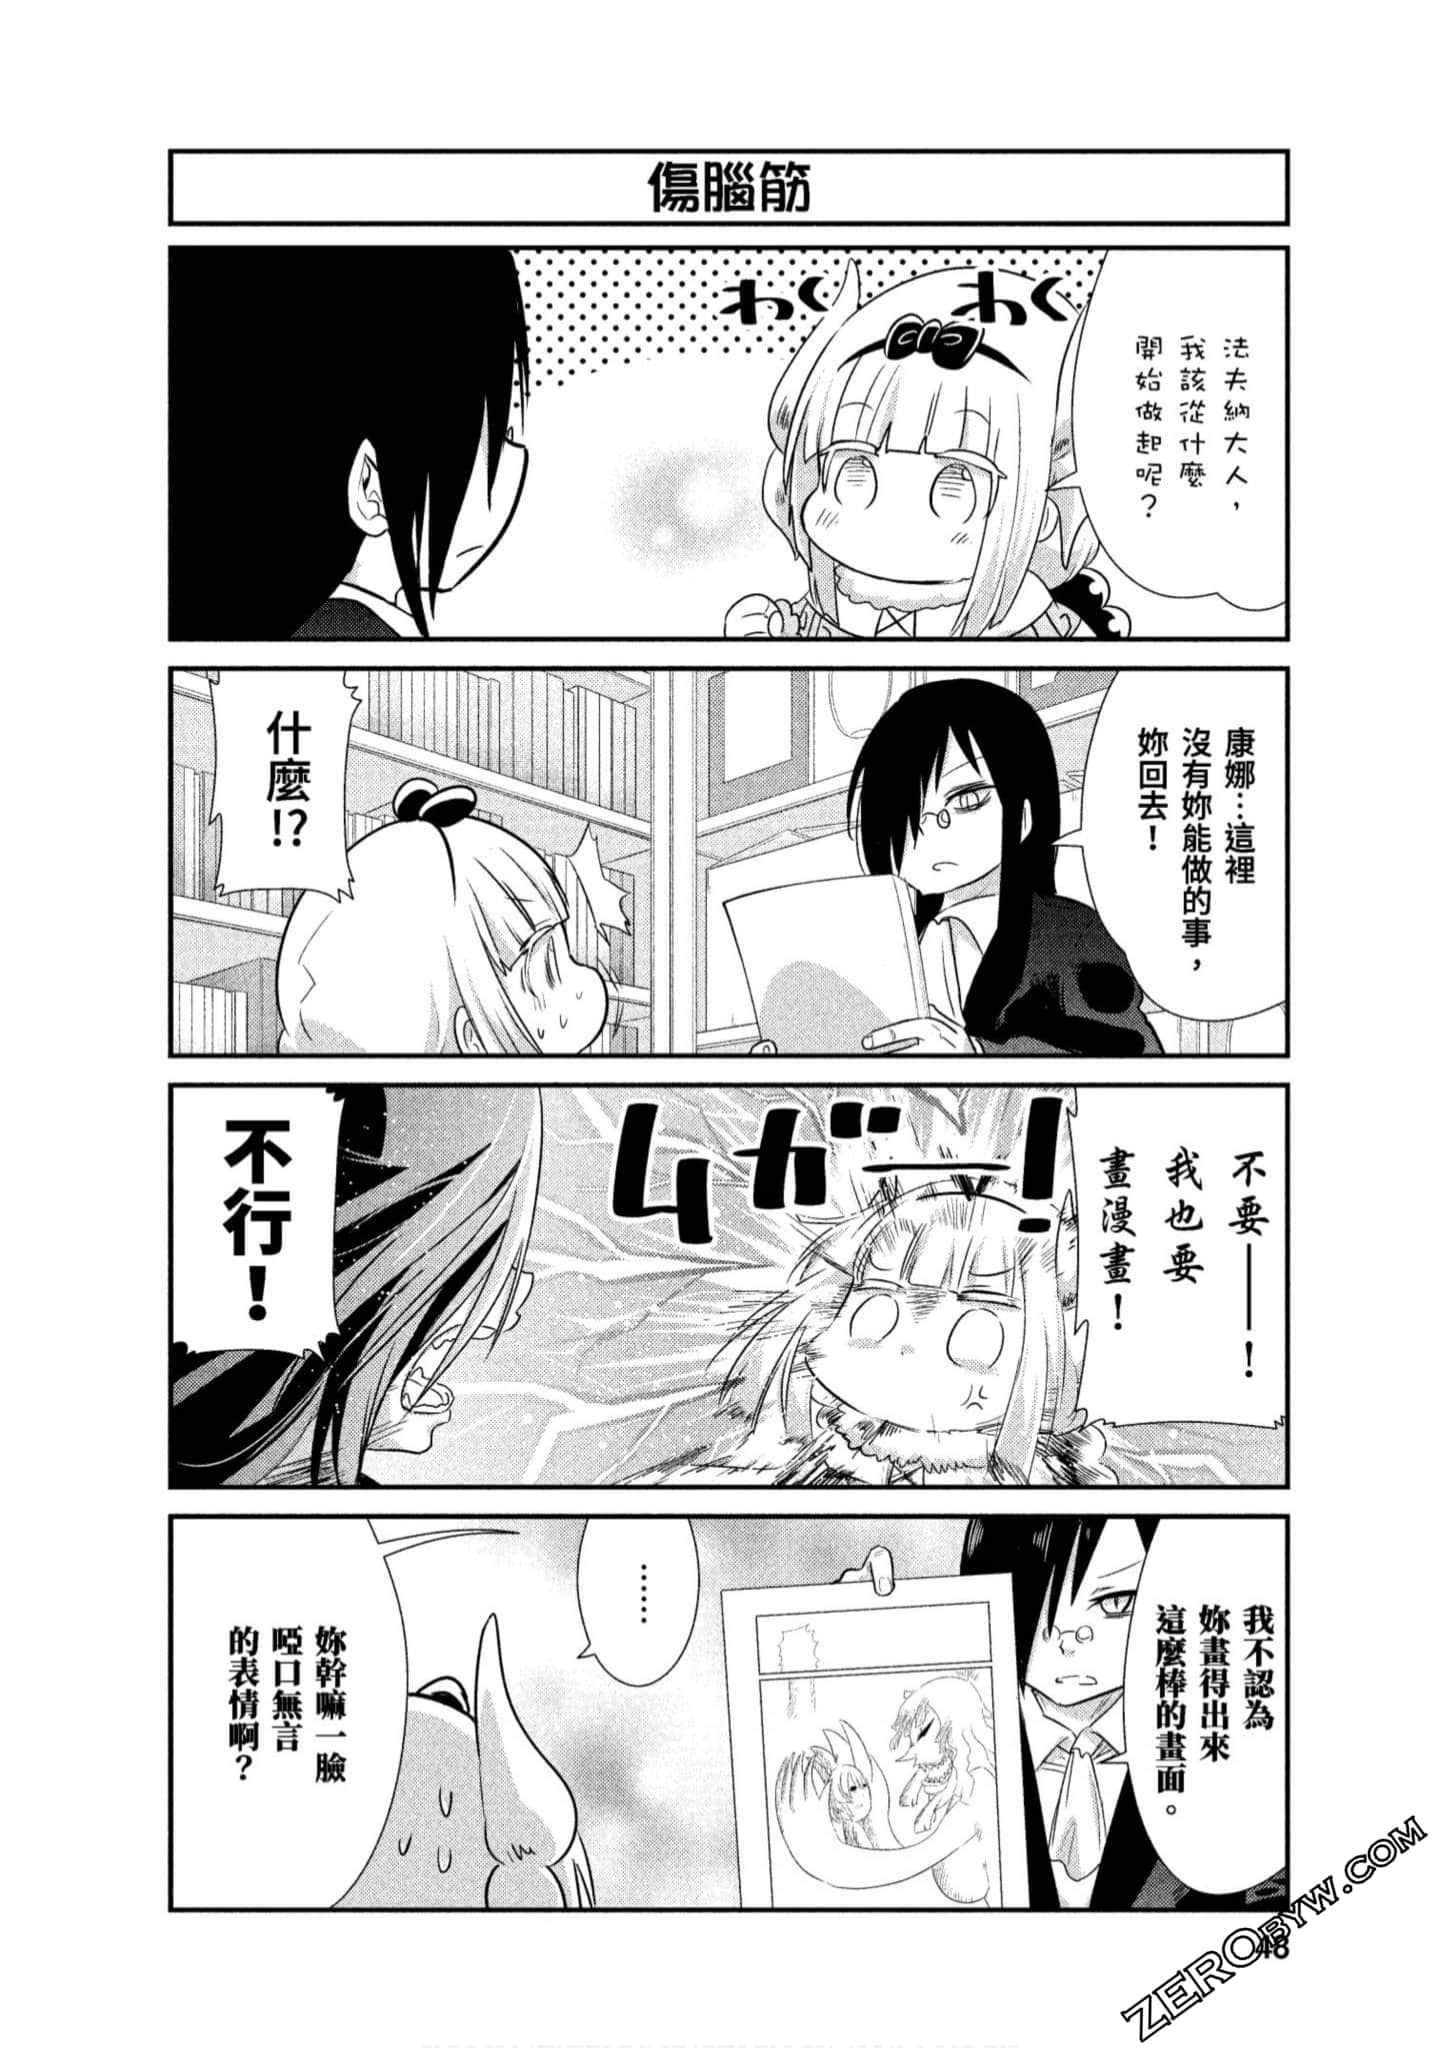 傷腦筋
わく
わく
法夫納大人，
我該從什麼
開始做起呢？
康娜…這裡
沒有妳能做的事，
妳回去！
什麼!?
不要——！
我也要
畫漫畫！
ムガー！
不行！
我不認為
妳畫得出來
這麼棒的畫面。
……
妳幹嘛一臉
啞口無言
的表情啊？
48
ZEROBYW.COM